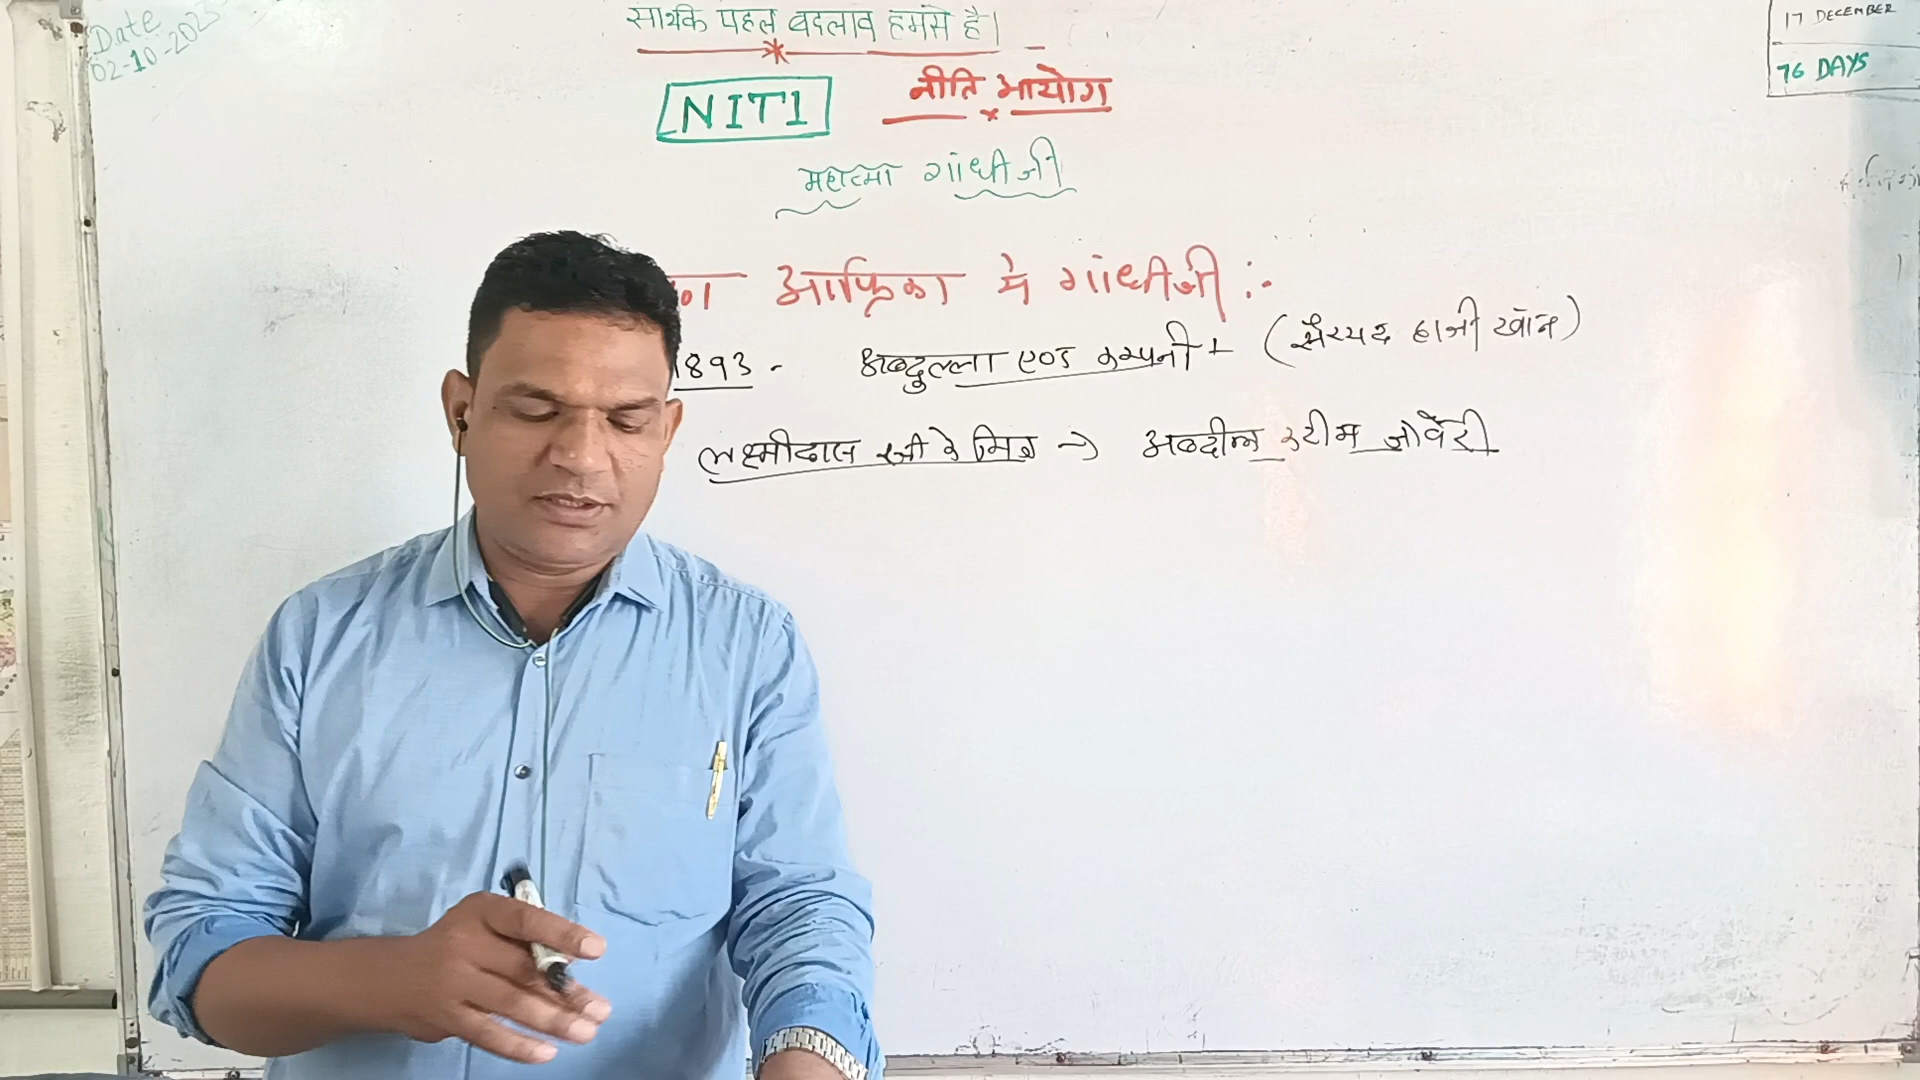 Date
02-10-2023
सार्थक पहल बदलाव हमसे है।
17 DECEMBER
76 DAYS
NITI नीति आयोग
महात्मा गांधीजी
आफ्रिका मे गांधीजी :-
1893 - अब्दुल्ला एण्ड कम्पनी (सैय्यद हाजी खॉन)
लक्ष्मीदास मित्र → अब्दील जोवेरी